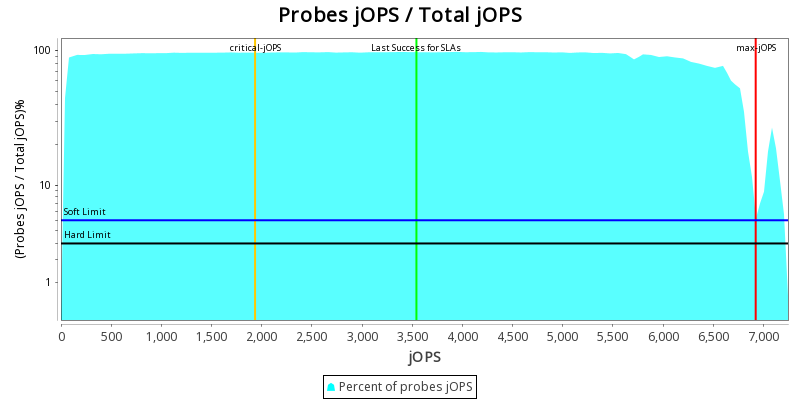 Probes jOPS / Total jOPS
(Probes jOPS / Total jOPS)%
100
10
1
critical-jOPS
Last Success for SLAs
max-jOPS
Soft Limit
Hard Limit
0 500 1,000 1,500 2,000 2,500 3,000 3,500 4,000 4,500 5,000 5,500 6,000 6,500 7,000
jOPS
Percent of probes jOPS